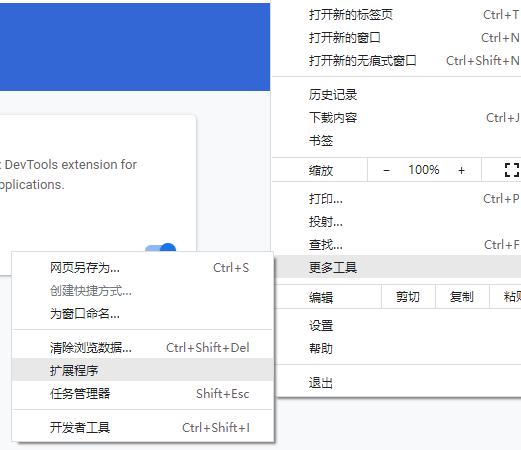 打开新的标签页 Ctrl+T
打开新的窗口 Ctrl+N
打开新的无痕式窗口 Ctrl+Shift+N
历史记录
下载内容 Ctrl+J
书签
缩放 − 100% +
打印... Ctrl+P
投射...
查找... Ctrl+F
更多工具
编辑 剪切 复制 粘贴
设置
帮助
退出
DevTools extension for
pplications.
网页另存为... Ctrl+S
创建快捷方式...
为窗口命名...
清除浏览数据... Ctrl+Shift+Del
扩展程序
任务管理器 Shift+Esc
开发者工具 Ctrl+Shift+I